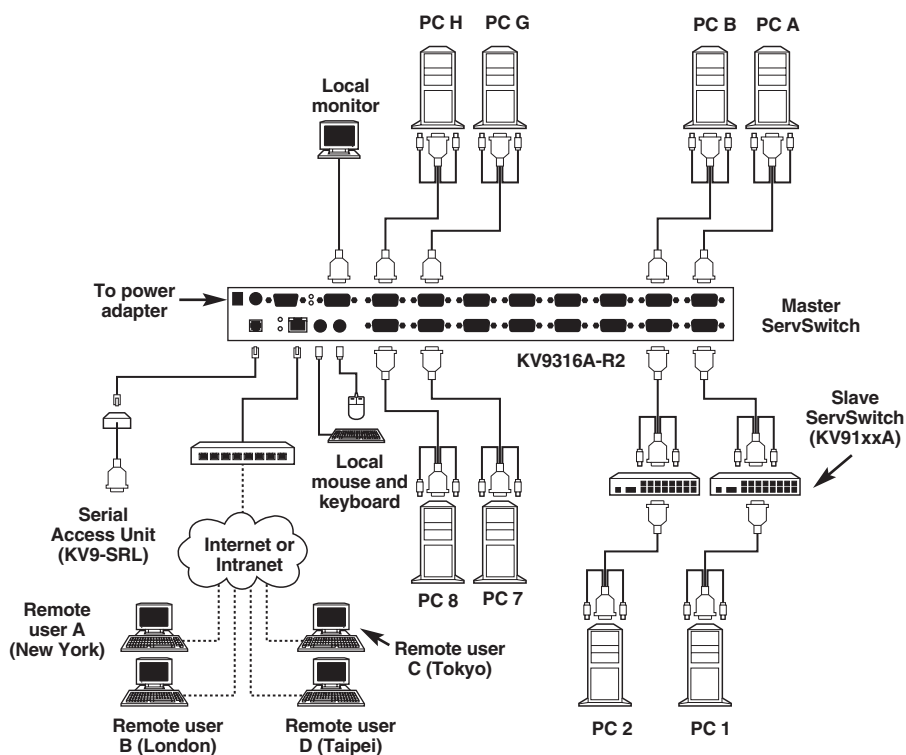 PC H
PC G
PC B
PC A
Local
monitor
To power
adapter
Master
ServSwitch
KV9316A-R2
Slave
ServSwitch
(KV91xxA)
Local
mouse and
keyboard
Serial
Access Unit
(KV9-SRL)
Internet or
Intranet
PC 8
PC 7
Remote
user A
(New York)
Remote user
C (Tokyo)
Remote user
B (London)
Remote user
D (Taipei)
PC 2
PC 1